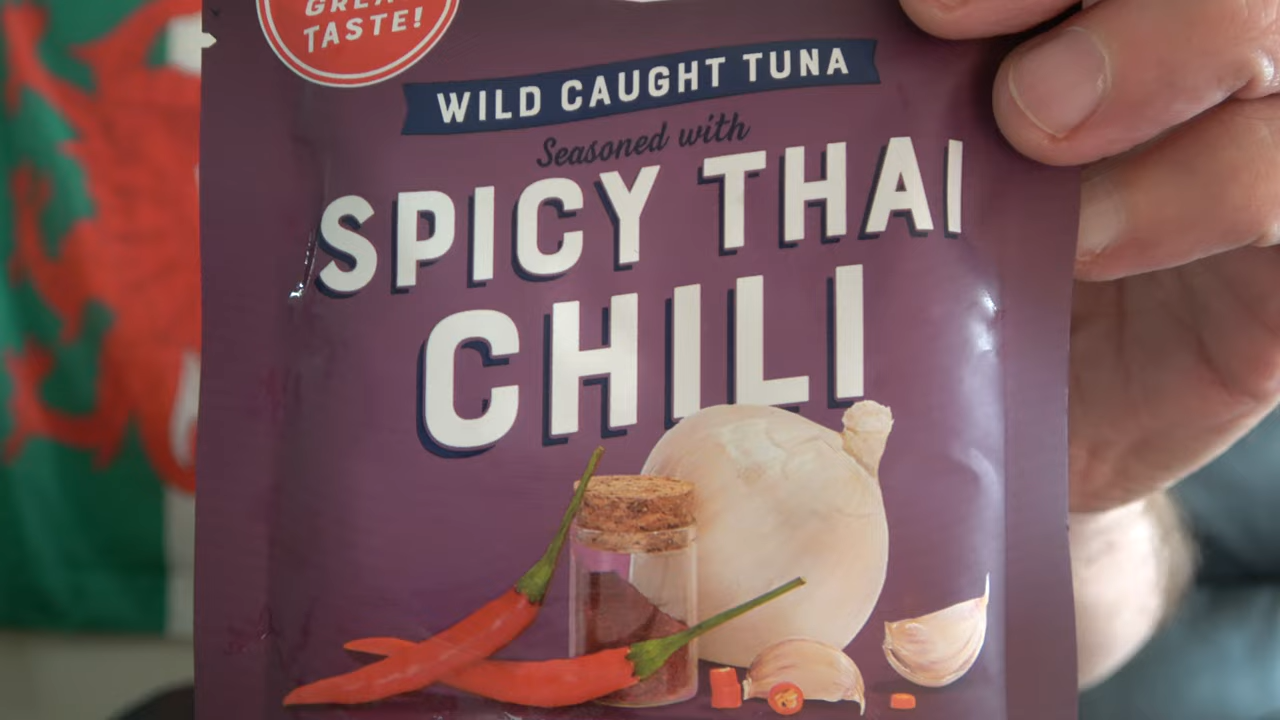 TASTE!
WILD CAUGHT TUNA
Seasoned with
SPICY THAI
CHILI